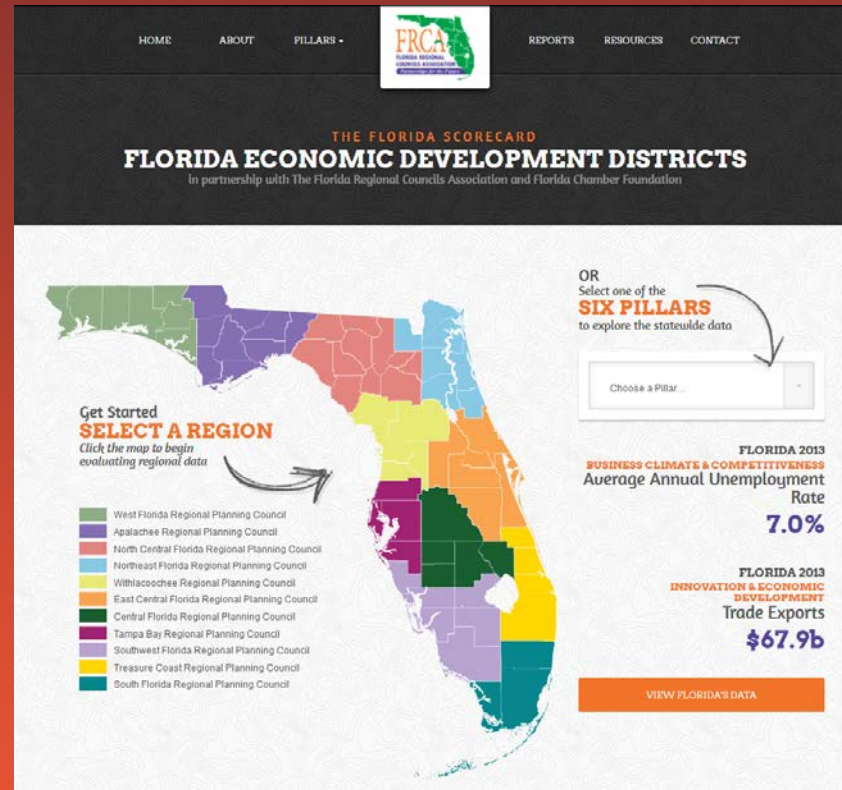 HOME
ABOUT
PILLARS
FRCA
FLORIDA REGIONAL
COUNCILS ASSOCIATION
Partnerships for the Future
REPORTS
RESOURCES
CONTACT
THE FLORIDA SCORECARD
FLORIDA ECONOMIC DEVELOPMENT DISTRICTS
in partnership with The Florida Regional Councils Association and Florida Chamber Foundation
OR
Select one of the
SIX PILLARS
to explore the statewide data
Choose a Pillar...
Get Started
SELECT A REGION
Click the map to begin
evaluating regional data
West Florida Regional Planning Council
Apalachee Regional Planning Council
North Central Florida Regional Planning Council
Northeast Florida Regional Planning Council
Withlacoochee Regional Planning Council
East Central Florida Regional Planning Council
Central Florida Regional Planning Council
Tampa Bay Regional Planning Council
Southwest Florida Regional Planning Council
Treasure Coast Regional Planning Council
South Florida Regional Planning Council
FLORIDA 2013
BUSINESS CLIMATE & COMPETITIVENESS
Average Annual Unemployment
Rate
7.0%
FLORIDA 2013
INNOVATION & ECONOMIC
DEVELOPMENT
Trade Exports
$67.9b
VIEW FLORIDA'S DATA